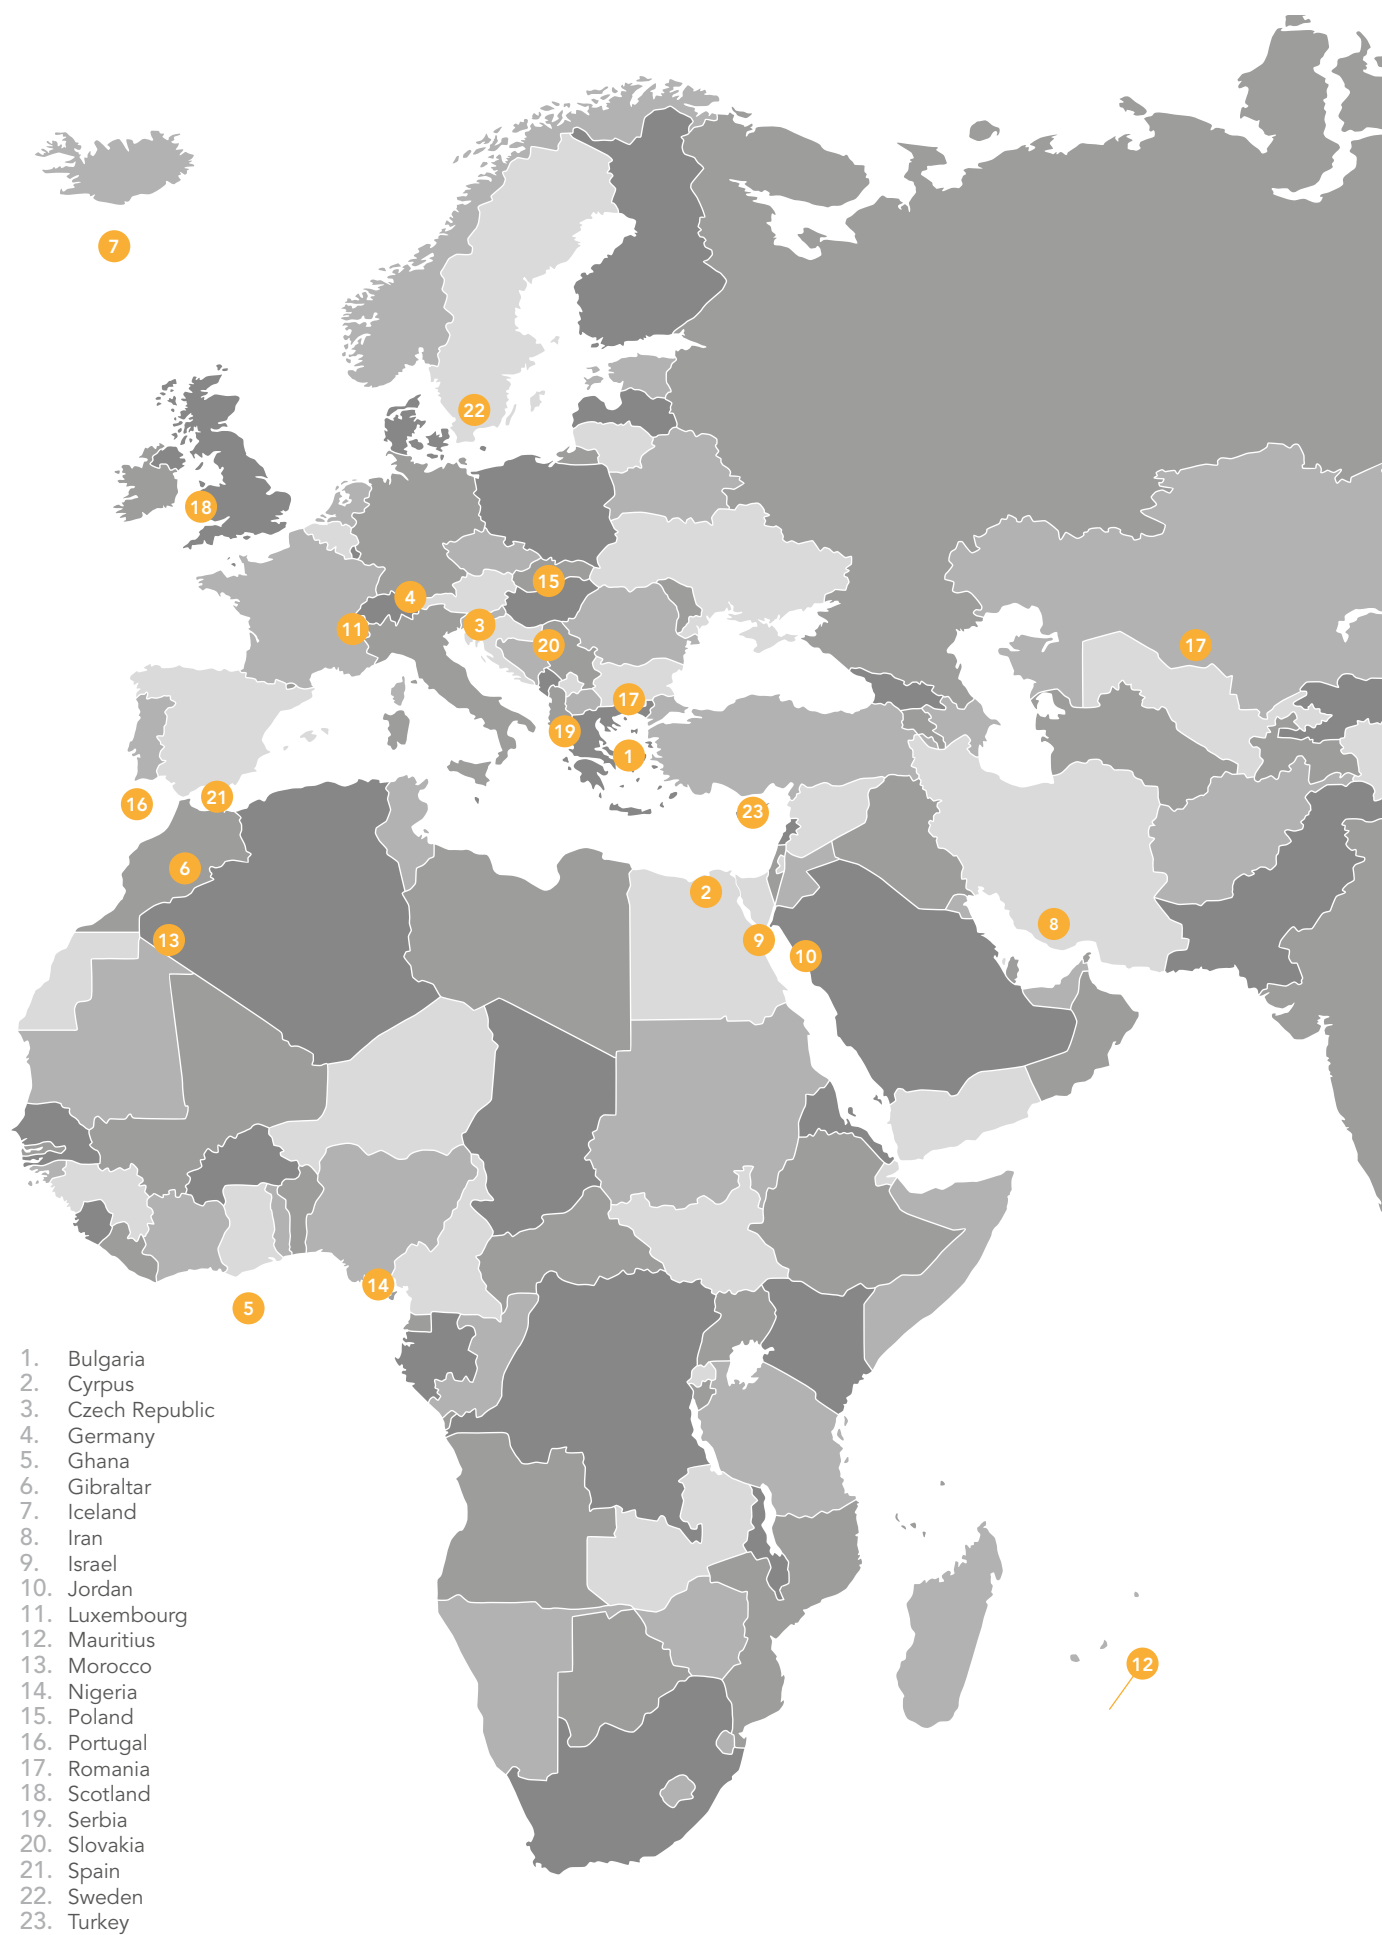 7
22
18
15
4
3
11
20
17
17
19
1
16
21
23
6
2
8
13
9
10
14
5
12
1. Bulgaria
2. Cyrpus
3. Czech Republic
4. Germany
5. Ghana
6. Gibraltar
7. Iceland
8. Iran
9. Israel
10. Jordan
11. Luxembourg
12. Mauritius
13. Morocco
14. Nigeria
15. Poland
16. Portugal
17. Romania
18. Scotland
19. Serbia
20. Slovakia
21. Spain
22. Sweden
23. Turkey